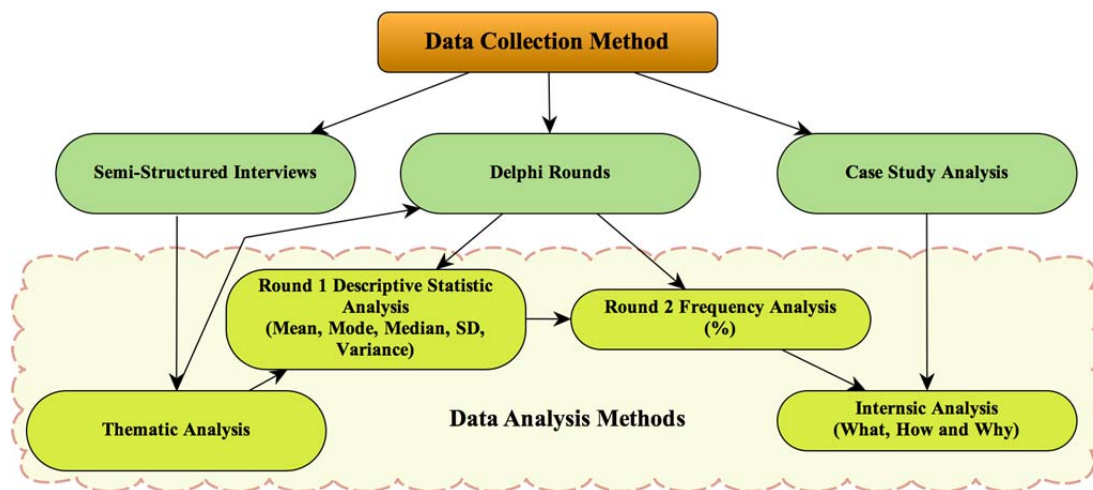 Data Collection Method
Semi-Structured Interviews
Delphi Rounds
Case Study Analysis
Round 1 Descriptive Statistic
Analysis
(Mean, Mode, Median, SD,
Variance)
Round 2 Frequency Analysis
(%)
Thematic Analysis
Data Analysis Methods
Internsic Analysis
(What, How and Why)